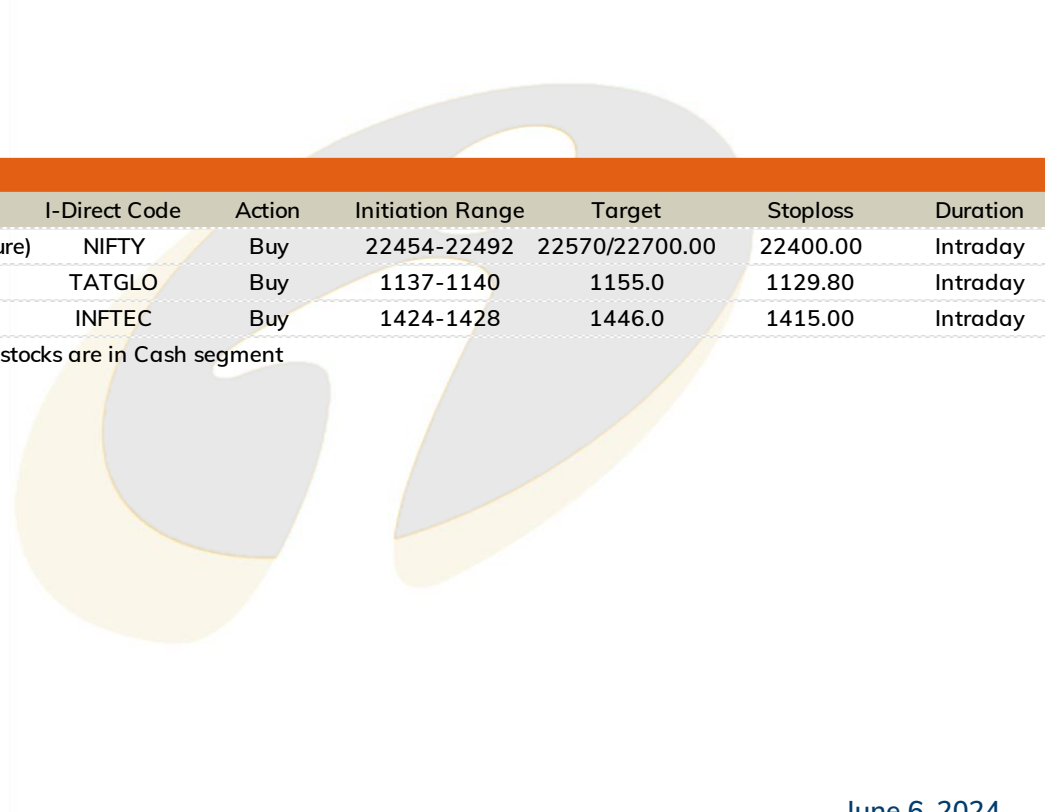 I-Direct Code Action Initiation Range Target Stoploss Duration
ure) NIFTY Buy 22454-22492 22570/22700.00 22400.00 Intraday
TATGLO Buy 1137-1140 1155.0 1129.80 Intraday
INFTEC Buy 1424-1428 1446.0 1415.00 Intraday
stocks are in Cash segment
June 6, 2024